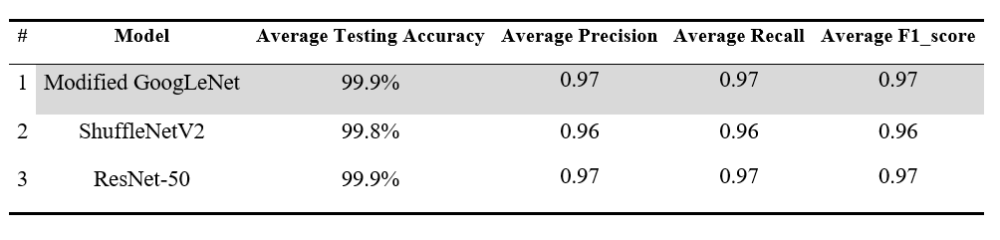 # Model Average Testing Accuracy Average Precision Average Recall Average F1_score
1 Modified GoogLeNet 99.9% 0.97 0.97 0.97
2 ShuffleNetV2 99.8% 0.96 0.96 0.96
3 ResNet-50 99.9% 0.97 0.97 0.97